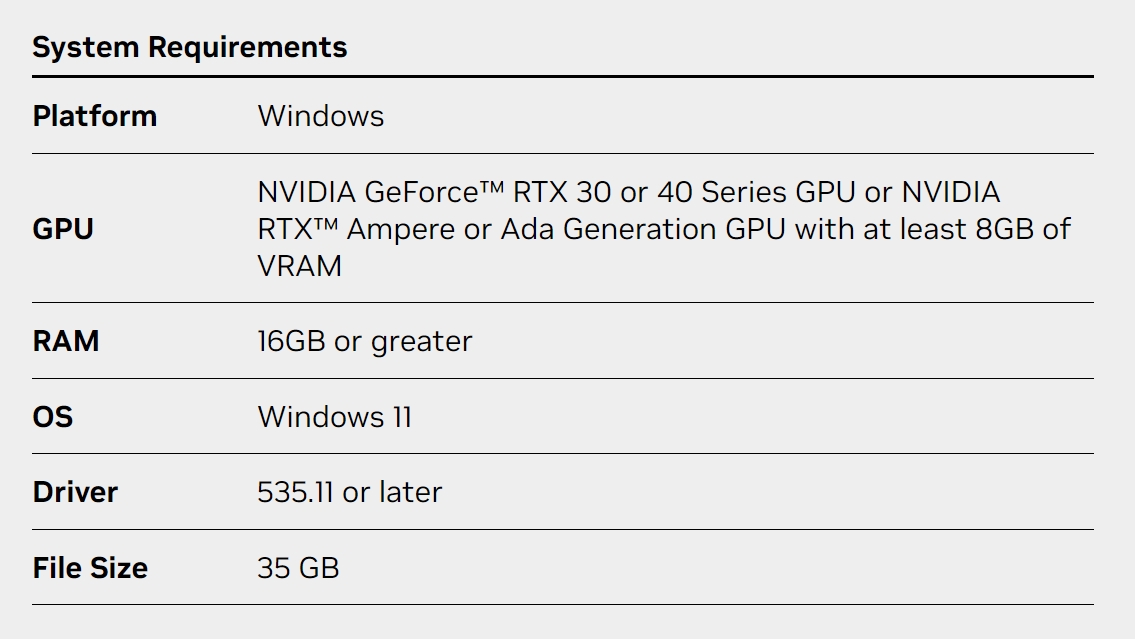 System Requirements
Platform Windows
GPU NVIDIA GeForce™ RTX 30 or 40 Series GPU or NVIDIA
RTX™ Ampere or Ada Generation GPU with at least 8GB of
VRAM
RAM 16GB or greater
OS Windows 11
Driver 535.11 or later
File Size 35 GB